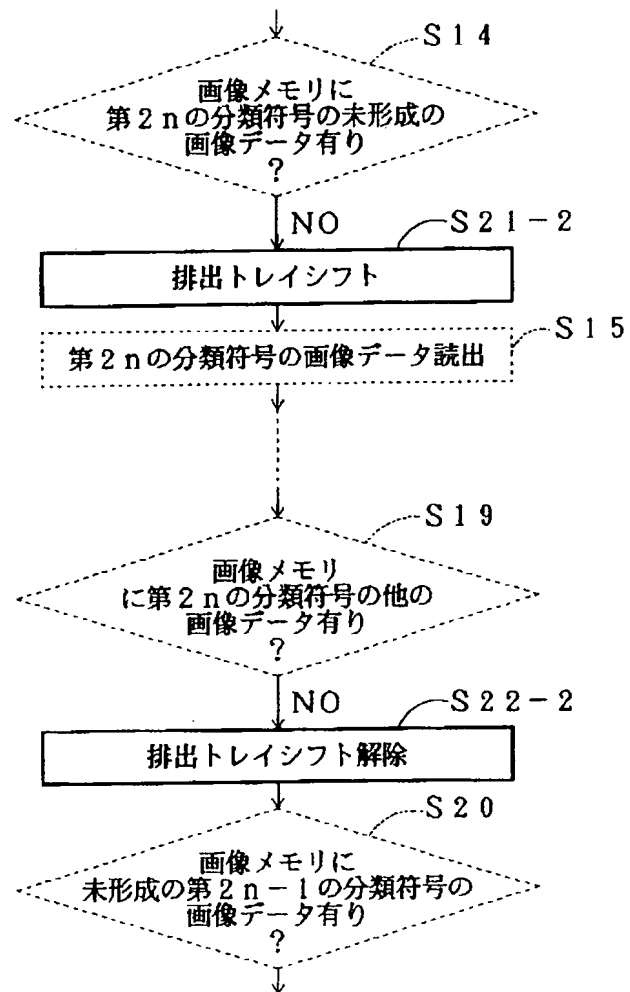 S14
画像メモリに
第2nの分類符号の未形成の
画像データ有り
?
NO
S21-2
排出トレイシフト
S15
第2nの分類符号の画像データ読出
S19
画像メモリ
に第2nの分類符号の他の
画像データ有り
?
NO
S22-2
排出トレイシフト解除
S20
画像メモリに
未形成の第2n-1の分類符号の
画像データ有り
?